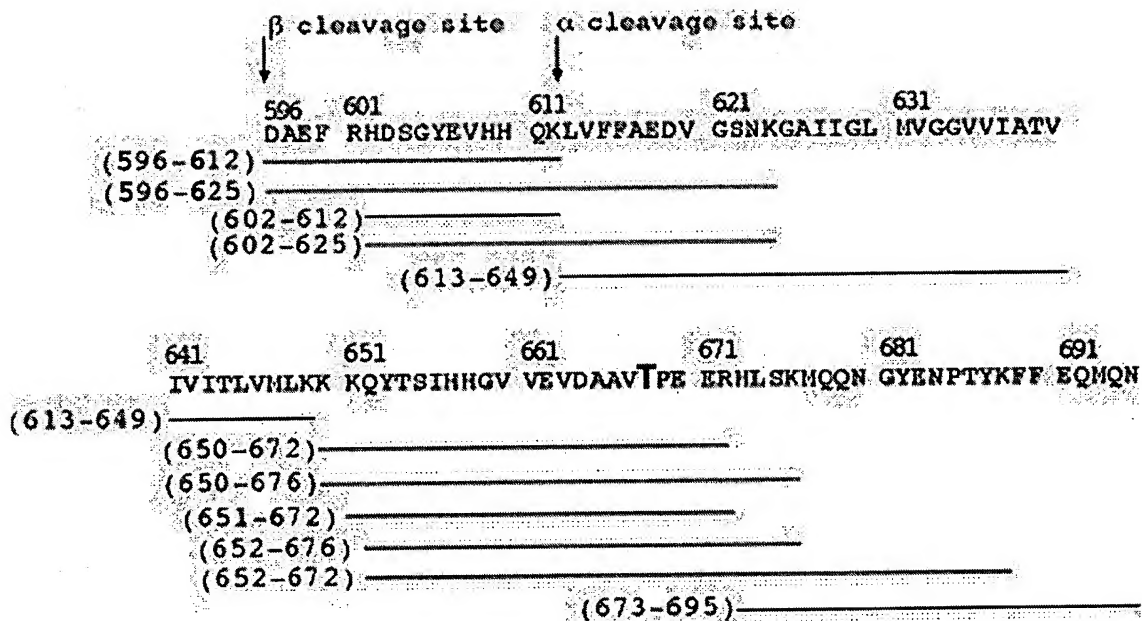 β cleavage site α cleavage site
596 601 611 621 631
DAEF RHDSGYEVHH QKLVFFAEDV GSNKGAIIGL MVGGVVIATV
(596-612)
(596-625)
(602-612)
(602-625)
(613-649)
641 651 661 671 681 691
IVITLVMLKK KQYTSIHHGV VEVDAAVTPE ERHLSKMQQN GYENPTYKFF EQMQN
(613-649)
(650-672)
(650-676)
(651-672)
(652-676)
(652-672)
(673-695)